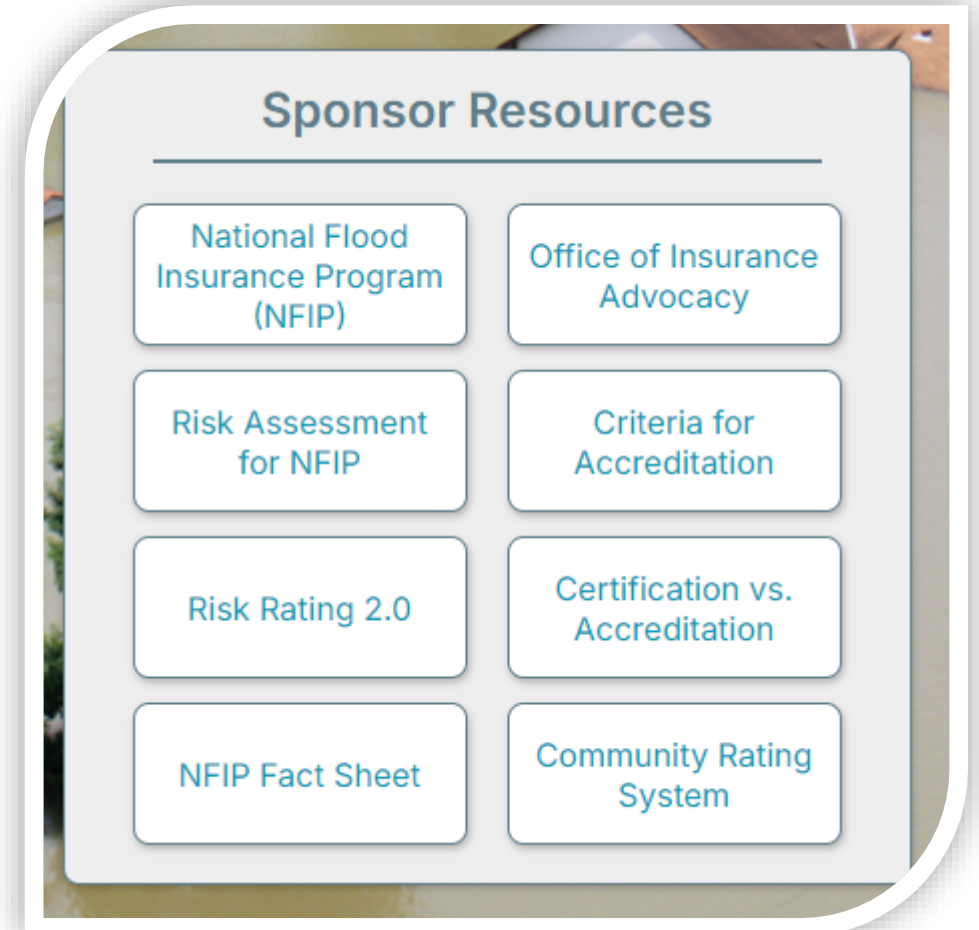 Sponsor Resources
National Flood
Insurance Program
(NFIP)
Office of Insurance
Advocacy
Risk Assessment
for NFIP
Criteria for
Accreditation
Risk Rating 2.0
Certification vs.
Accreditation
NFIP Fact Sheet
Community Rating
System